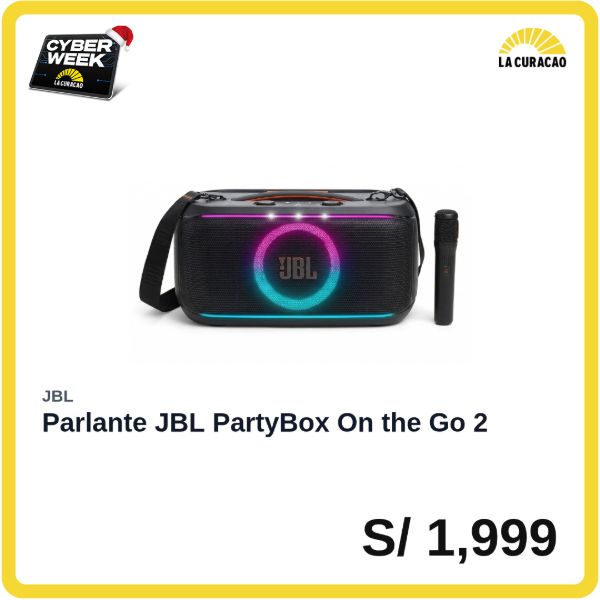 CYBER
WEEK
LA CURACAO
LA CURACAO
JBL
JBL
Parlante JBL PartyBox On the Go 2
S/ 1,999